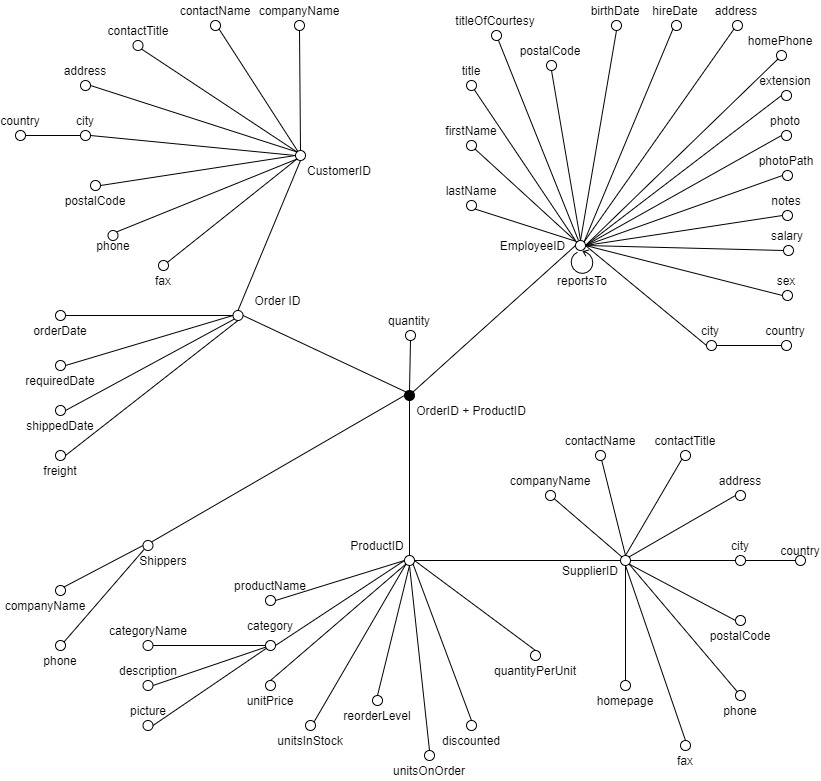 contactName
companyName
contactTitle
address
country
city
CustomerID
postalCode
phone
fax
titleOfCourtesy
birthDate
hireDate
address
postalCode
homePhone
title
extension
firstName
photo
photoPath
lastName
notes
EmployeeID
salary
reportsTo
sex
city
country
Order ID
orderDate
requiredDate
shippedDate
freight
quantity
OrderID + ProductID
Shippers
companyName
phone
ProductID
productName
category
categoryName
description
picture
unitPrice
unitsInStock
reorderLevel
unitsOnOrder
discounted
quantityPerUnit
contactName
contactTitle
companyName
address
city
country
SupplierID
postalCode
homepage
phone
fax